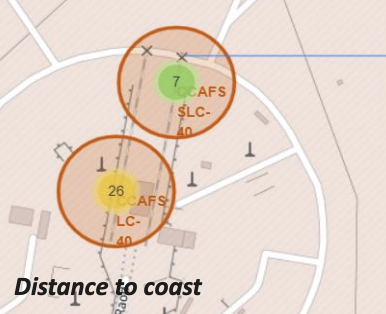 7
CCAFS
SLC-
40
26
CCAFS
LC-
40
Distance to coast